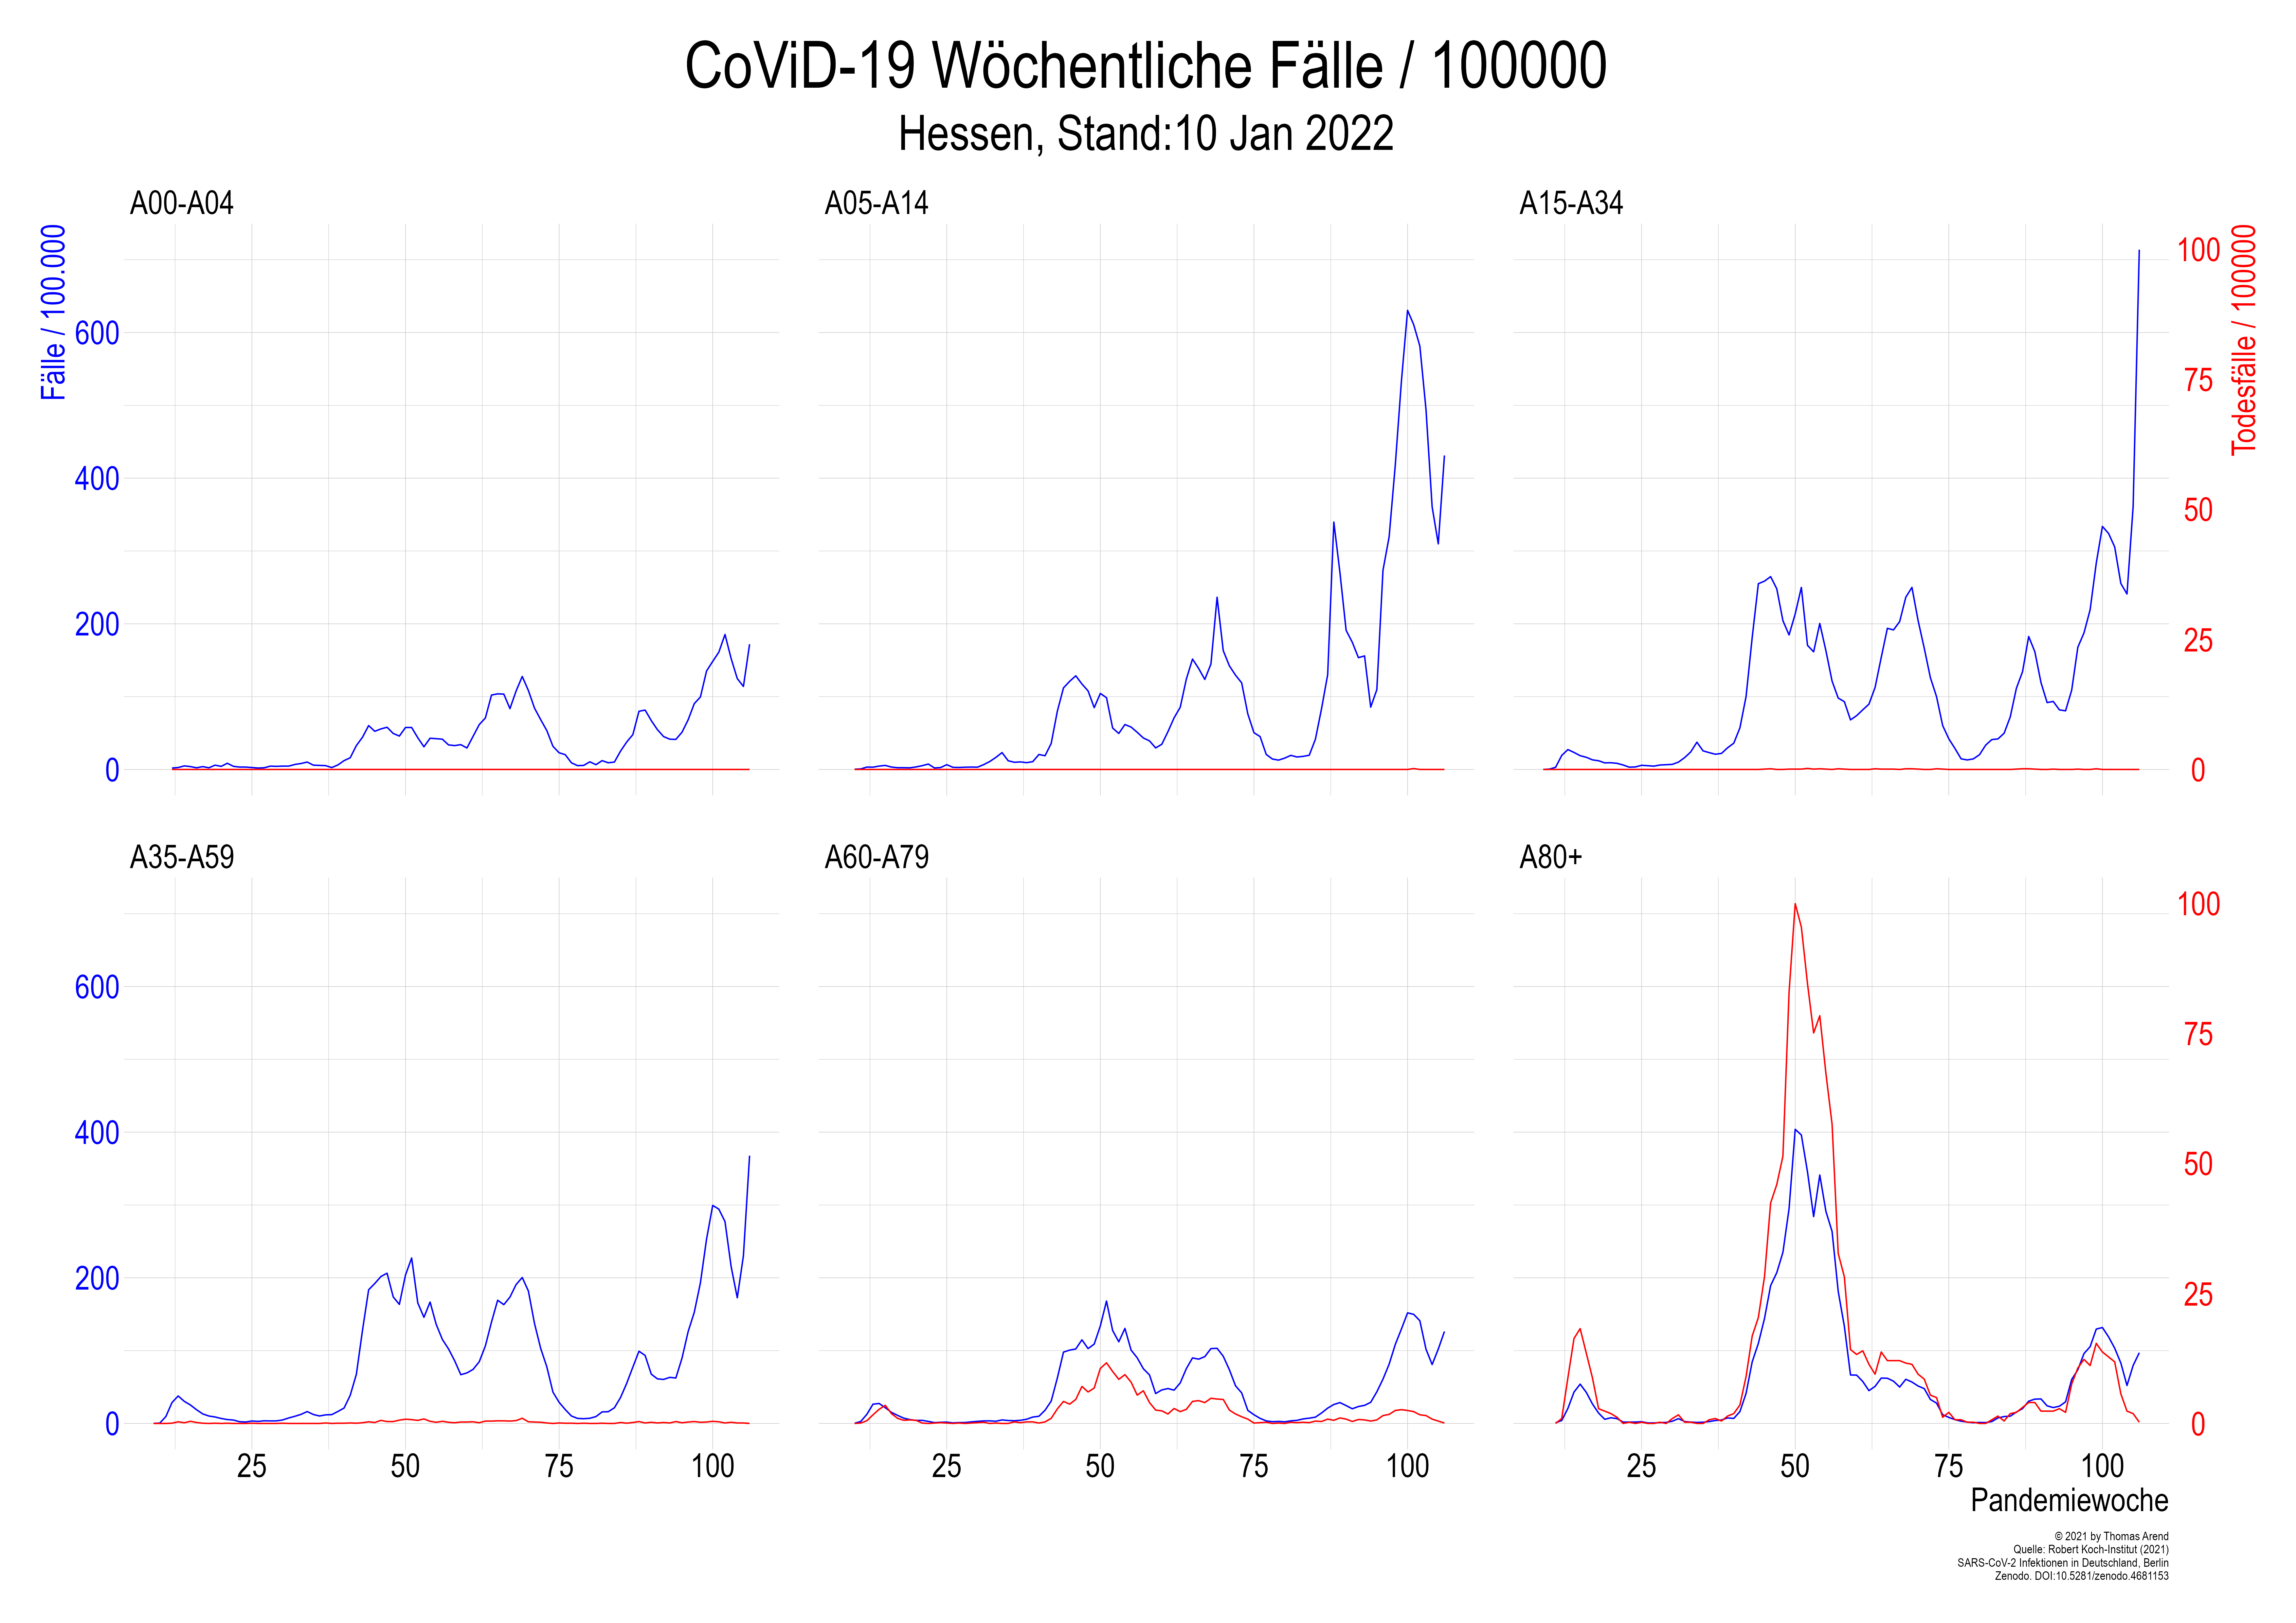 CoViD-19 Wöchentliche Fälle / 100000
Hessen, Stand:10 Jan 2022
A00-A04
A05-A14
A15-A34
Fälle / 100.000
600
400
200
0
100
75
50
25
0
Todesfälle / 100000
A35-A59
A60-A79
A80+
600
400
200
0
100
75
50
25
0
25 50 75 100
25 50 75 100
25 50 75 100
Pandemiewoche
© 2021 by Thomas Arend
Quelle: Robert Koch-Institut (2021)
SARS-CoV-2 Infektionen in Deutschland, Berlin
Zenodo. DOI:10.5281/zenodo.4681153